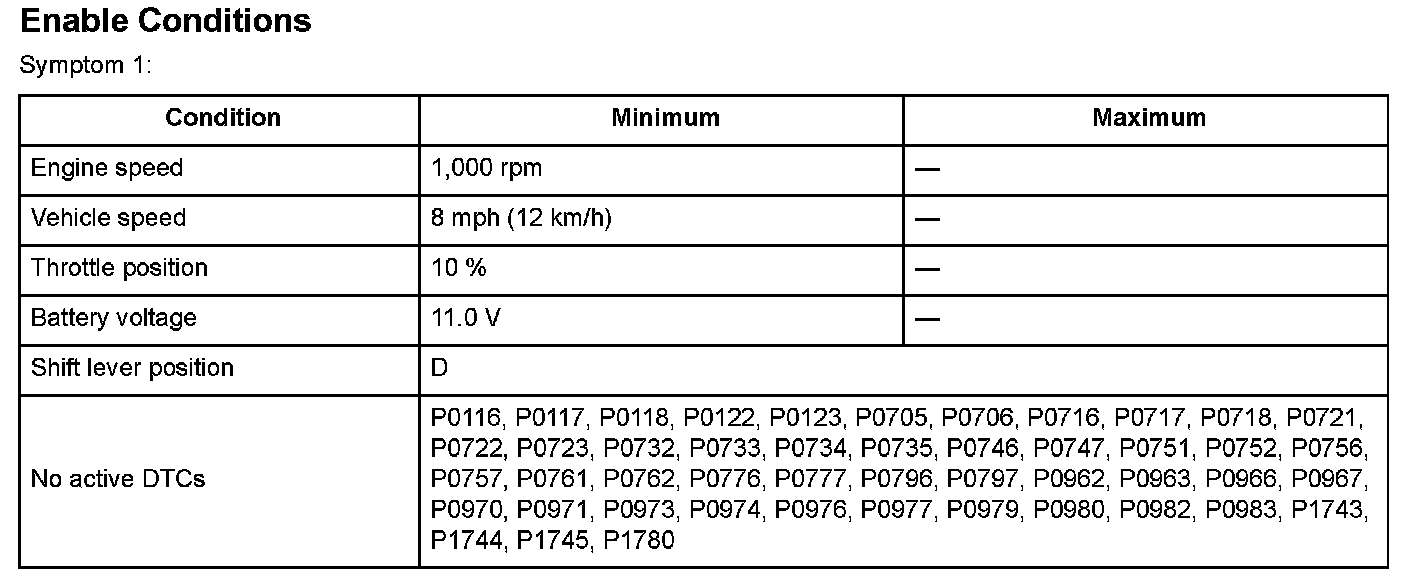 Enable Conditions
Symptom 1:
Condition Minimum Maximum
Engine speed 1,000 rpm —
Vehicle speed 8 mph (12 km/h) —
Throttle position 10 % —
Battery voltage 11.0 V —
Shift lever position D
No active DTCs
P0116, P0117, P0118, P0122, P0123, P0705, P0706, P0716, P0717, P0718, P0721,
P0722, P0723, P0732, P0733, P0734, P0735, P0746, P0747, P0751, P0752, P0756,
P0757, P0761, P0762, P0776, P0777, P0796, P0797, P0962, P0963, P0966, P0967,
P0970, P0971, P0973, P0974, P0976, P0977, P0979, P0980, P0982, P0983, P1743,
P1744, P1745, P1780